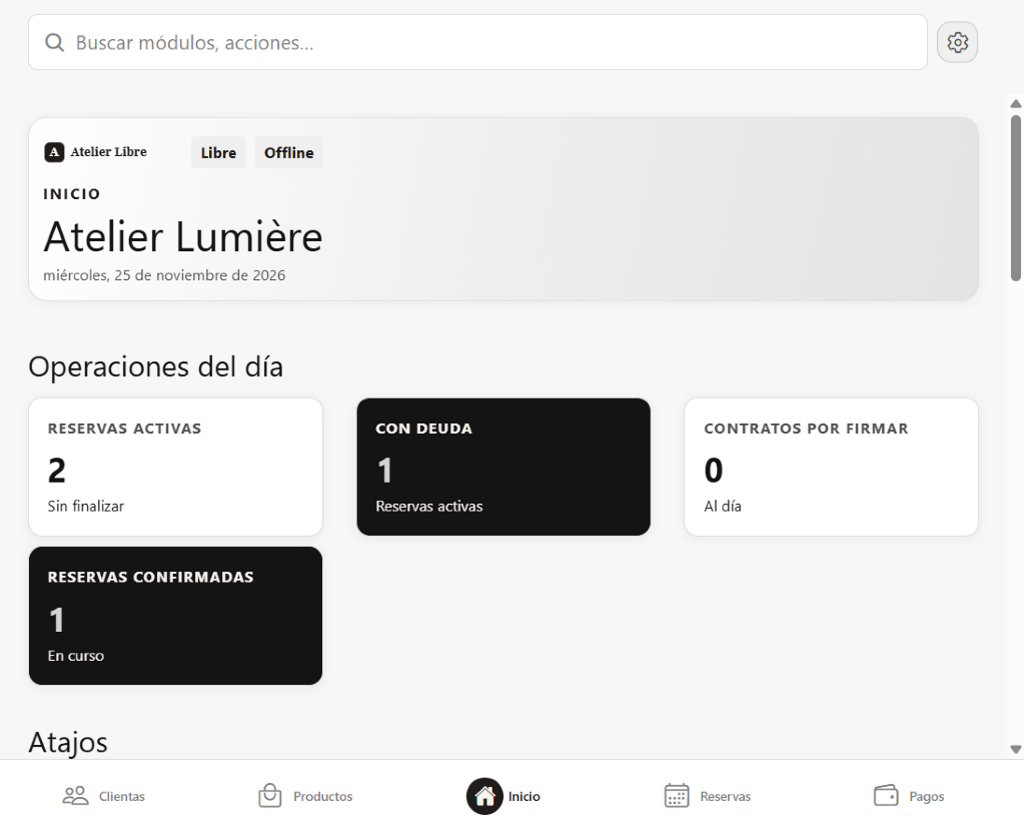 Buscar módulos, acciones...
A Atelier Libre
Libre
Offline
INICIO
Atelier Lumière
miércoles, 25 de noviembre de 2026
Operaciones del día
RESERVAS ACTIVAS
2
Sin finalizar
CON DEUDA
1
Reservas activas
CONTRATOS POR FIRMAR
0
Al día
RESERVAS CONFIRMADAS
1
En curso
Atajos
Clientas
Productos
Inicio
Reservas
Pagos